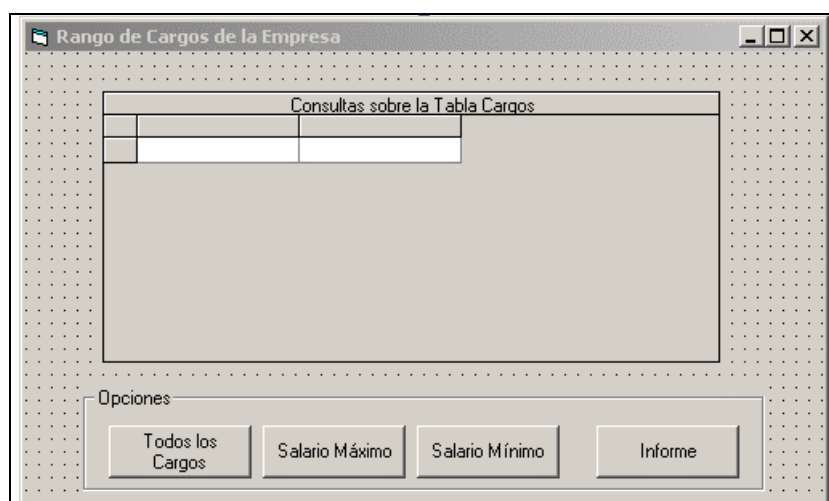 Rango de Cargos de la Empresa
Consultas sobre la Tabla Cargos
Opciones
Todos los
Cargos
Salario Máximo
Salario Mínimo
Informe